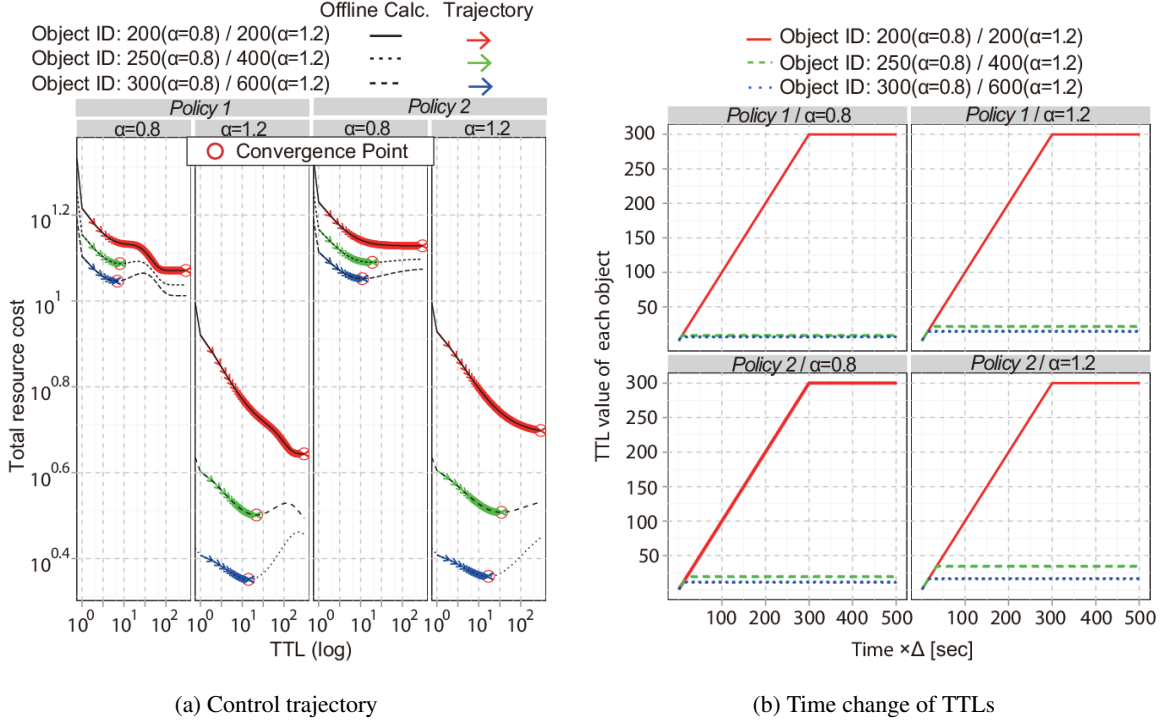 Offline Calc. Trajectory
Object ID: 200(α=0.8) / 200(α=1.2)
Object ID: 250(α=0.8) / 400(α=1.2)
Object ID: 300(α=0.8) / 600(α=1.2)
Policy 1 Policy 2
α=0.8 α=1.2 α=0.8 α=1.2
Convergence Point
Total resource cost
10^1.2
10^1
10^0.8
10^0.6
10^0.4
10^0 10^1 10^2 10^0 10^1 10^2 10^0 10^1 10^2 10^0 10^1 10^2
TTL (log)
(a) Control trajectory
Object ID: 200(α=0.8) / 200(α=1.2)
Object ID: 250(α=0.8) / 400(α=1.2)
Object ID: 300(α=0.8) / 600(α=1.2)
Policy 1 / α=0.8 Policy 1 / α=1.2
TTL value of each object
300
250
200
150
100
50
Policy 2 / α=0.8 Policy 2 / α=1.2
300
250
200
150
100
50
100 200 300 400 500 100 200 300 400 500
Time ×Δ [sec]
(b) Time change of TTLs